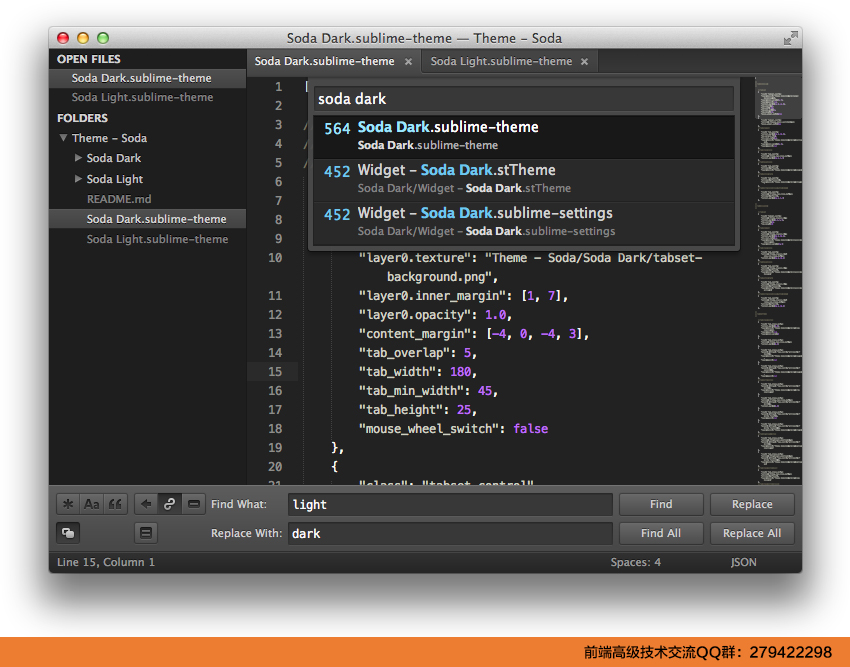 Soda Dark.sublime-theme — Theme – Soda
OPEN FILES
Soda Dark.sublime-theme
Soda Light.sublime-theme
FOLDERS
Theme – Soda
Soda Dark
Soda Light
README.md
Soda Dark.sublime-theme
Soda Light.sublime-theme
Soda Dark.sublime-theme ×
Soda Light.sublime-theme ×
soda dark
564 Soda Dark.sublime-theme
Soda Dark.sublime-theme
452 Widget – Soda Dark.stTheme
Soda Dark/Widget – Soda Dark.stTheme
452 Widget – Soda Dark.sublime-settings
Soda Dark/Widget – Soda Dark.sublime-settings
1 [
2
3 /
4 /
5 /
6
7
8
9
10 "layer0.texture": "Theme - Soda/Soda Dark/tabset-
background.png",
11 "layer0.inner_margin": [1, 7],
12 "layer0.opacity": 1.0,
13 "content_margin": [-4, 0, -4, 3],
14 "tab_overlap": 5,
15 "tab_width": 180,
16 "tab_min_width": 45,
17 "tab_height": 25,
18 "mouse_wheel_switch": false
19 },
20 {
21 "class": "tabset_control",
Aa
Find What: light
Find
Replace
Replace With: dark
Find All
Replace All
Line 15, Column 1
Spaces: 4
JSON
前端高级技术交流QQ群：279422298